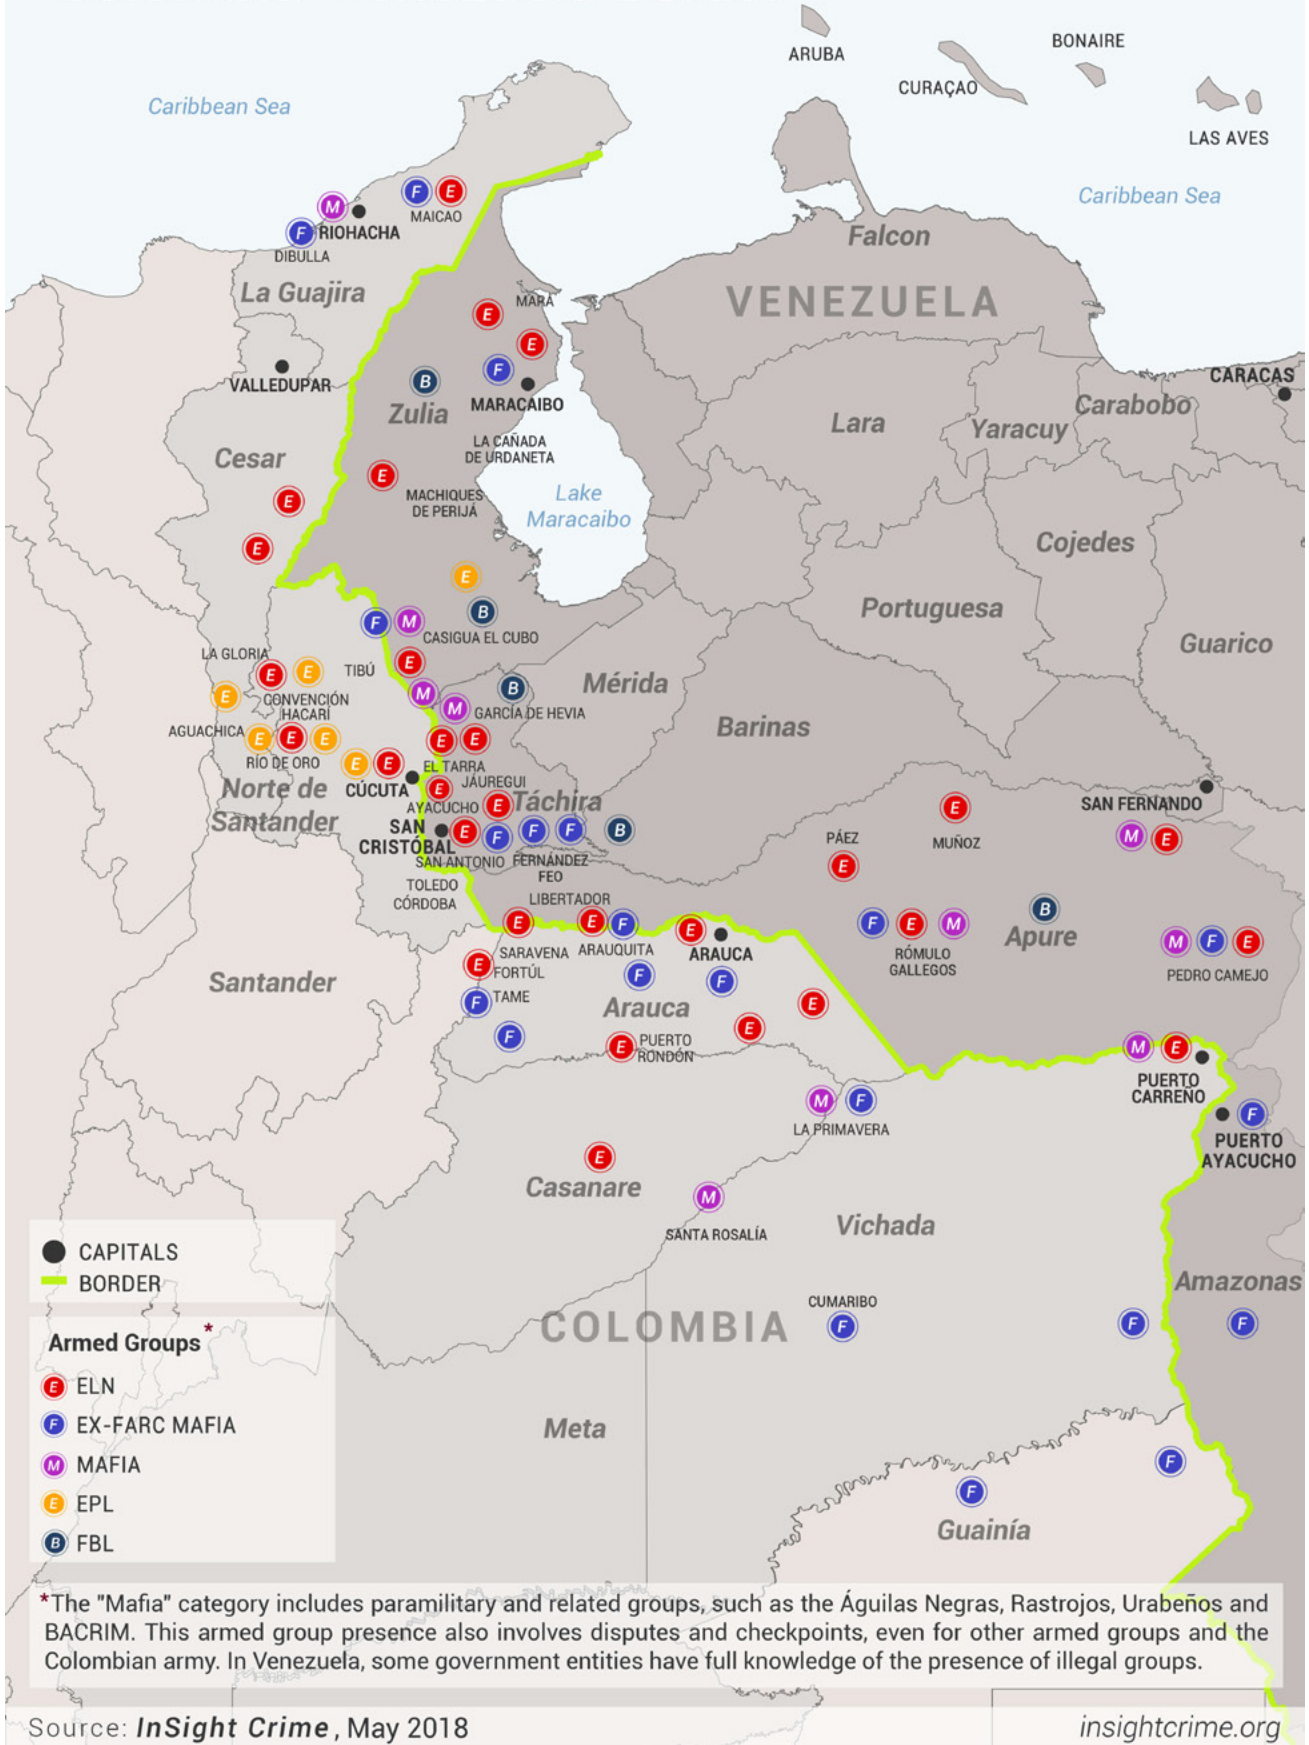 ARUBA
CURAÇAO
BONAIRE
LAS AVES
Caribbean Sea
Caribbean Sea
F
E
MAICAO
M
RIOHACHA
F
DIBULLA
La Guajira
Falcon
VENEZUELA
E
MARÁ
E
F
MARACAIBO
B
Zulia
VALLEDUPAR
CARACAS
Carabobo
Yaracuy
Lara
LA CAÑADA
DE URDANETA
Cesar
E
MACHIQUES
DE PERIJÁ
Lake
Maracaibo
E
E
Cojedes
E
B
CASIGUA EL CUBO
F
M
Portuguesa
Guarico
LA GLORIA
E
E
TIBÚ
E
E
CONVENCIÓN
HACARÍ
M
M
GARCÍA DE HEVIA
B
Mérida
Barinas
AGUACHICA
E
E
E
RÍO DE ORO
E
E
EL TARRA
E
E
CÚCUTA
Norte de
Santander
E
JÁUREGUI
AYACUCHO
E
Táchira
SAN
CRISTÓBAL
E
F
F
F
B
SAN ANTONIO
FERNÁNDEZ
FEO
TOLEDO
CÓRDOBA
LIBERTADOR
E
MUÑOZ
SAN FERNANDO
M
E
PÁEZ
E
F
E
M
RÓMULO
GALLEGOS
B
Apure
M
F
E
PEDRO CAMEJO
E
E
F
E
SARAVENA
ARAUQUITA
ARAUCA
E
FORTÚL
F
F
F
TAME
Arauca
E
F
E
PUERTO
RONDÓN
E
Santander
M
E
PUERTO
CARREÑO
M
F
LA PRIMAVERA
F
PUERTO
AYACUCHO
E
Casanare
M
SANTA ROSALÍA
Vichada
Amazonas
CUMARIBO
F
F
F
COLOMBIA
Meta
F
F
Guainía
CAPITALS
BORDER
Armed Groups *
E ELN
F EX-FARC MAFIA
M MAFIA
E EPL
B FBL
*The "Mafia" category includes paramilitary and related groups, such as the Águilas Negras, Rastrojos, Urabeños and
BACRIM. This armed group presence also involves disputes and checkpoints, even for other armed groups and the
Colombian army. In Venezuela, some government entities have full knowledge of the presence of illegal groups.
Source: InSight Crime, May 2018
insightcrime.org